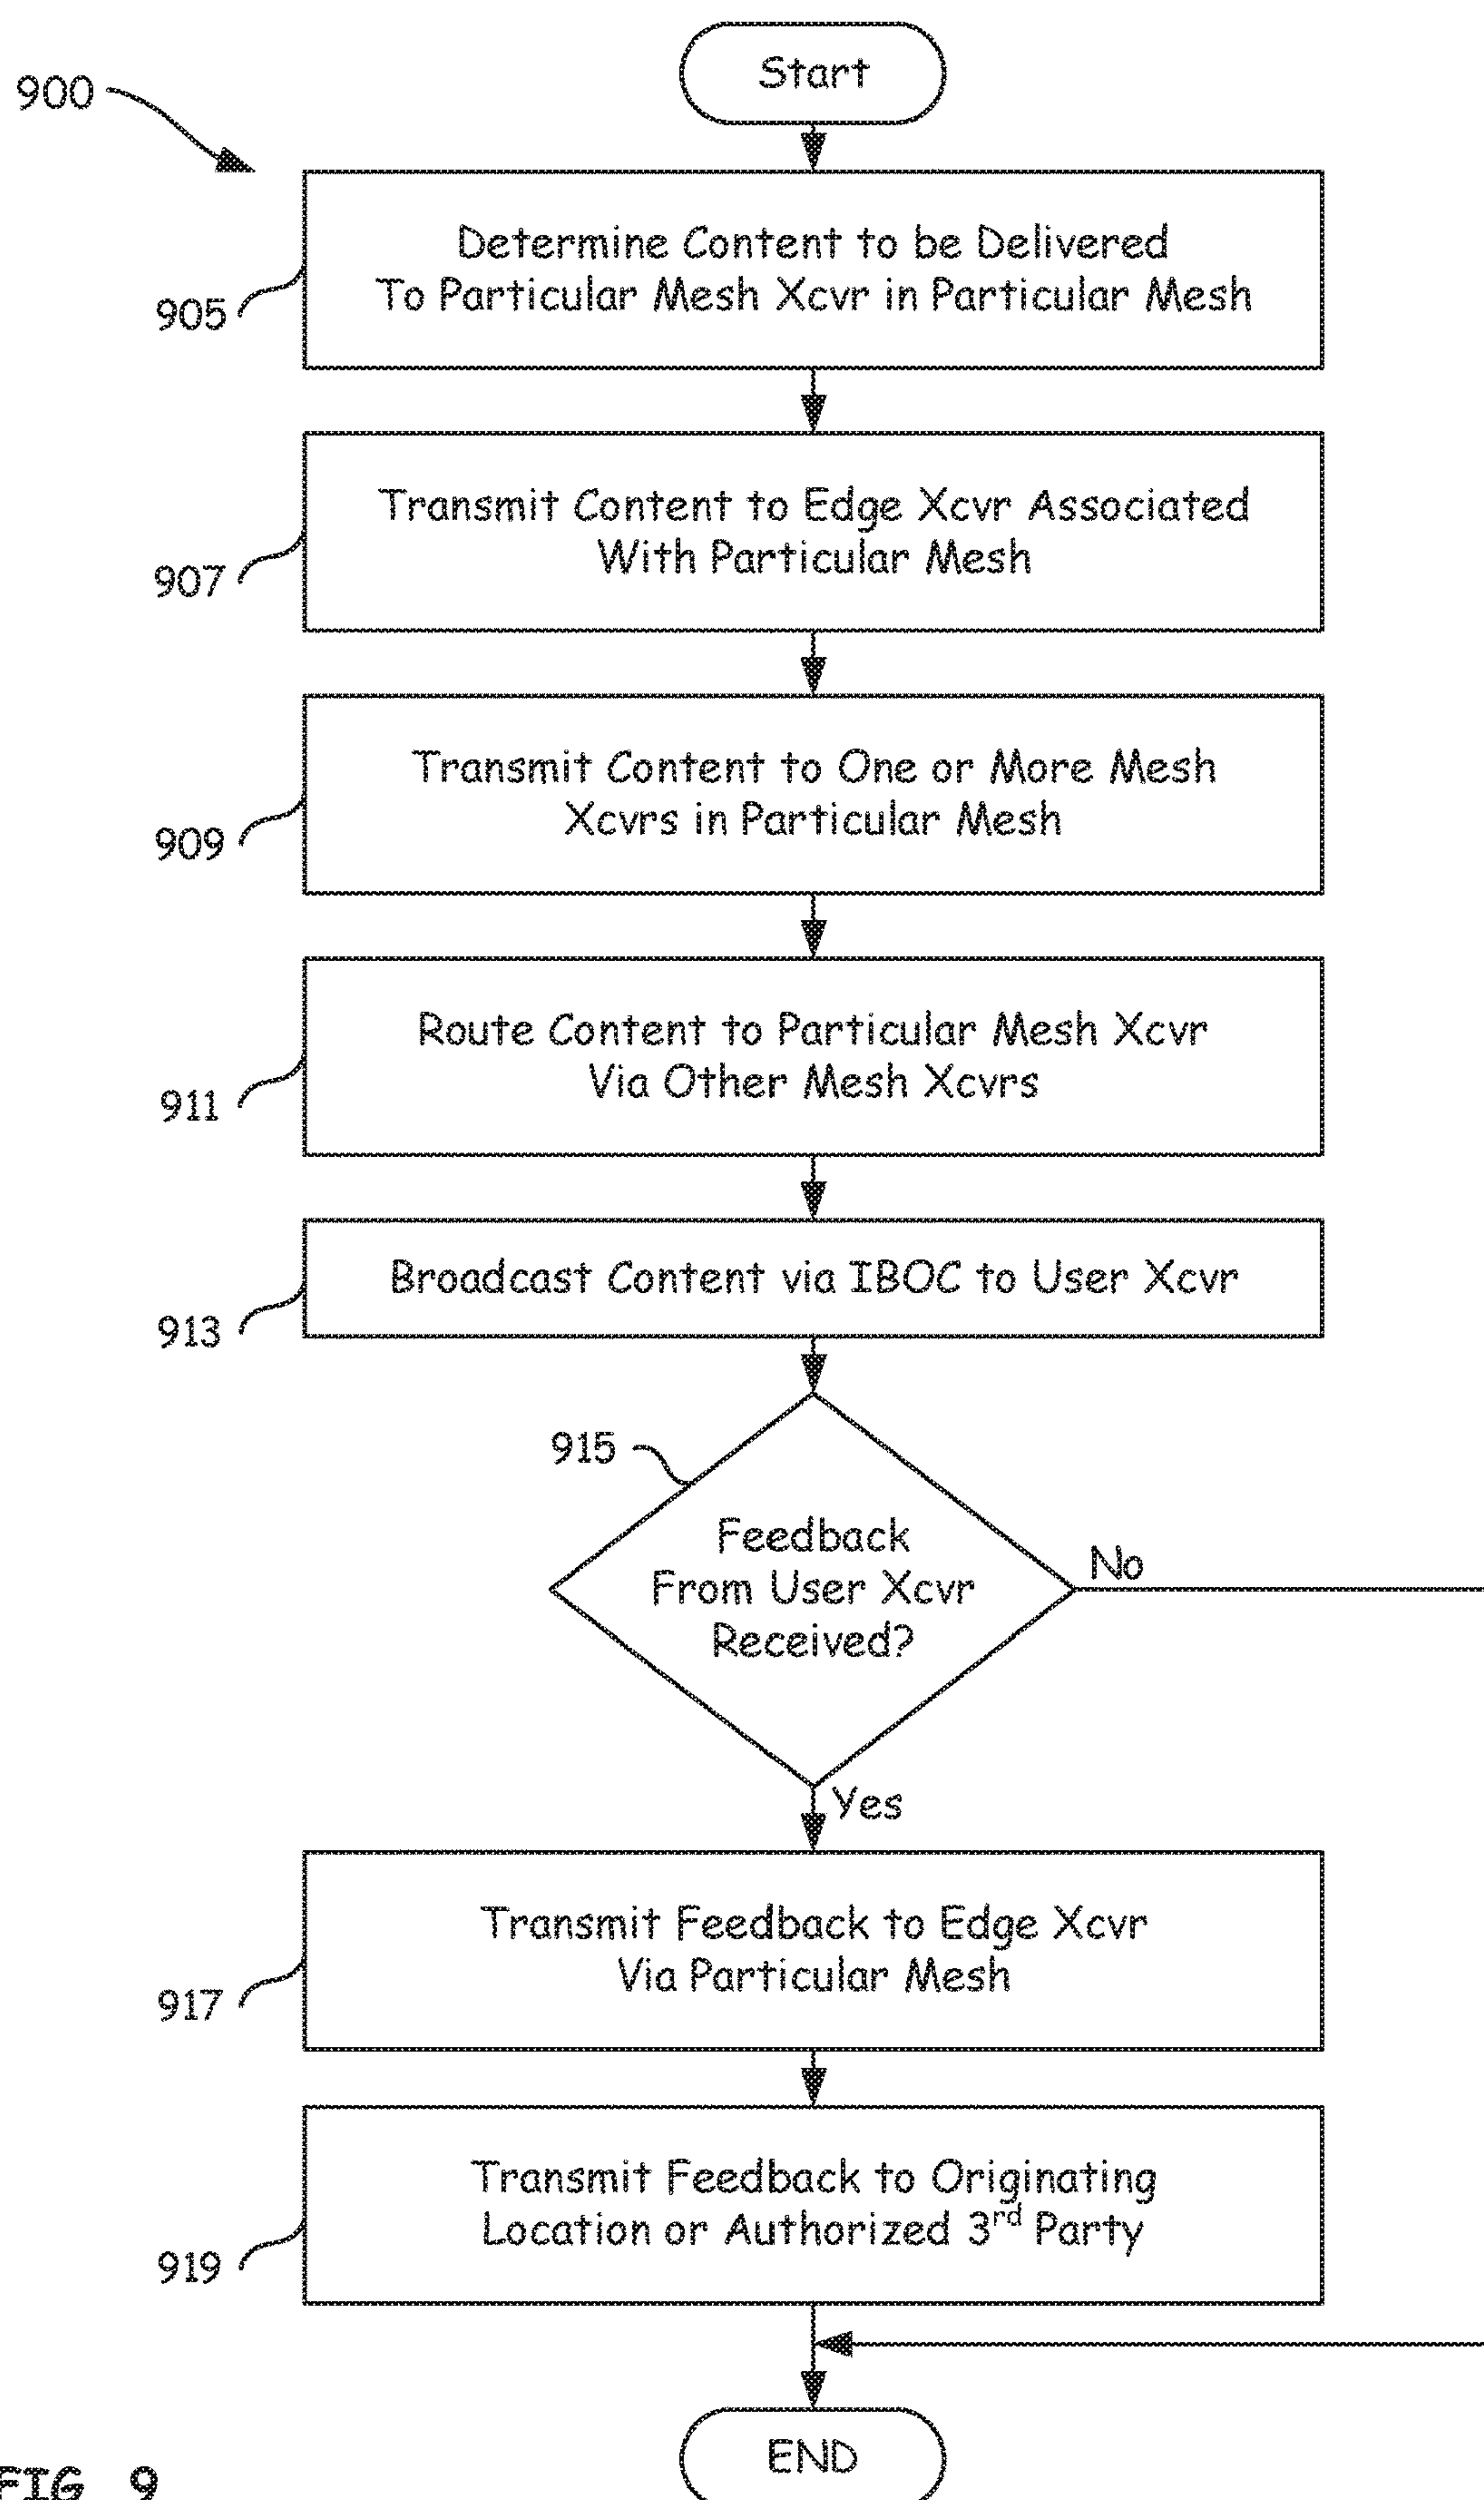 Start
900
Determine Content to be Delivered
To Particular Mesh Xcvr in Particular Mesh
905
Transmit Content to Edge Xcvr Associated
With Particular Mesh
907
Transmit Content to One or More Mesh
Xcvrs in Particular Mesh
909
Route Content to Particular Mesh Xcvr
Via Other Mesh Xcvrs
911
Broadcast Content via IBOC to User Xcvr
913
915
Feedback
From User Xcvr
Received?
No
Yes
Transmit Feedback to Edge Xcvr
Via Particular Mesh
917
Transmit Feedback to Originating
Location or Authorized 3rd Party
919
END
FIG 9